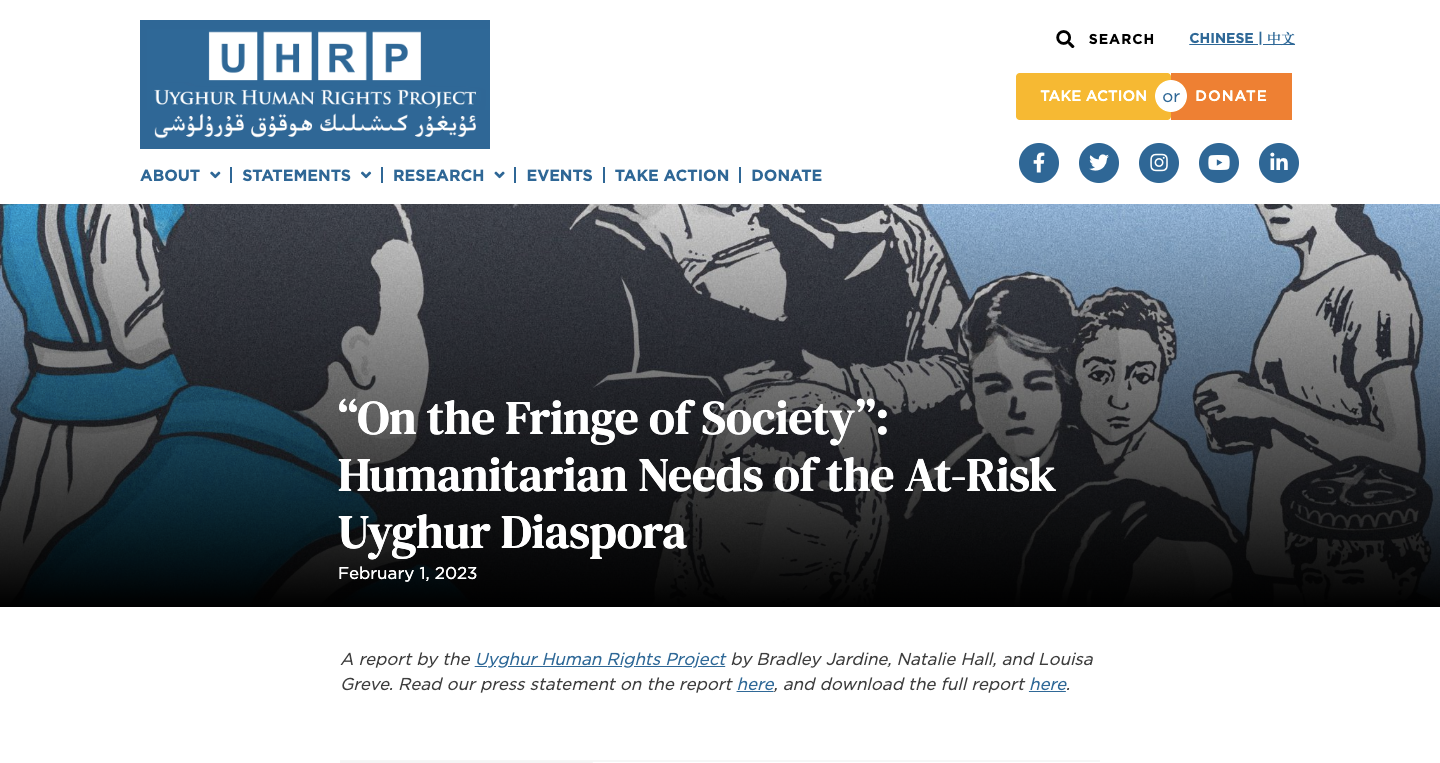 UHRP
UYGHUR HUMAN RIGHTS PROJECT
ئۇيغۇر كىشىلىك هوقۇق قۇرۇلۇشى
SEARCH
CHINESE | 中文
TAKE ACTION or DONATE
ABOUT | STATEMENTS | RESEARCH | EVENTS | TAKE ACTION | DONATE
“On the Fringe of Society”:
Humanitarian Needs of the At-Risk
Uyghur Diaspora
February 1, 2023
A report by the Uyghur Human Rights Project by Bradley Jardine, Natalie Hall, and Louisa
Greve. Read our press statement on the report here, and download the full report here.